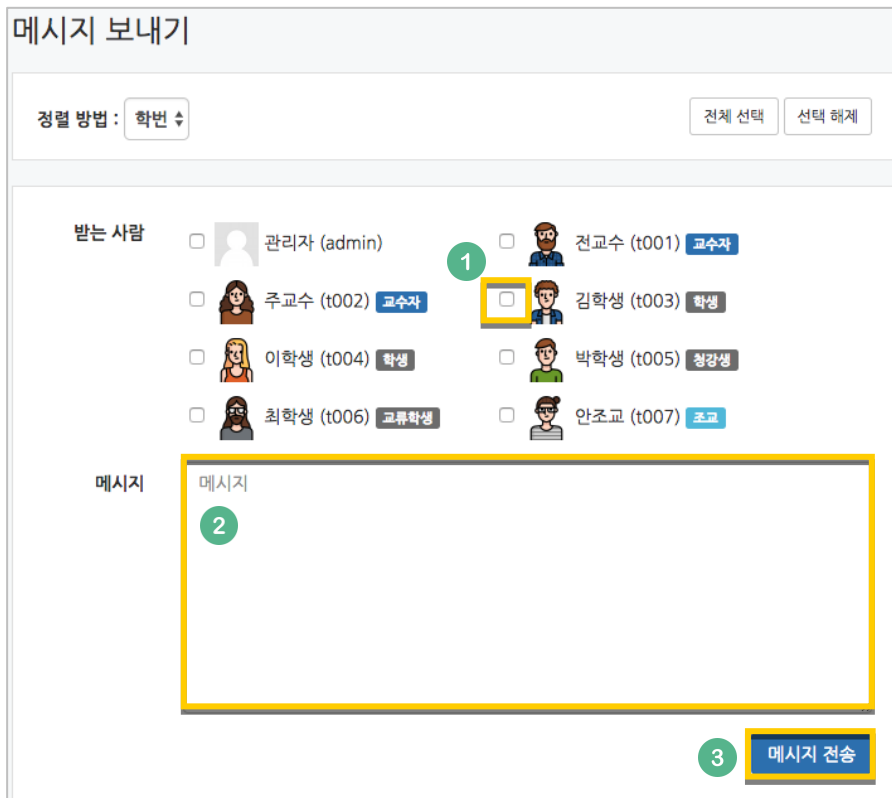 메시지 보내기
정렬 방법 : 학번 전체 선택 선택 해제
받는 사람 관리자 (admin) 전교수 (t001) 교수자
1
주교수 (t002) 교수자 김학생 (t003) 학생
이학생 (t004) 학생 박학생 (t005) 청강생
최학생 (t006) 교류학생 안조교 (t007) 조교
메시지 메시지
2
3 메시지 전송